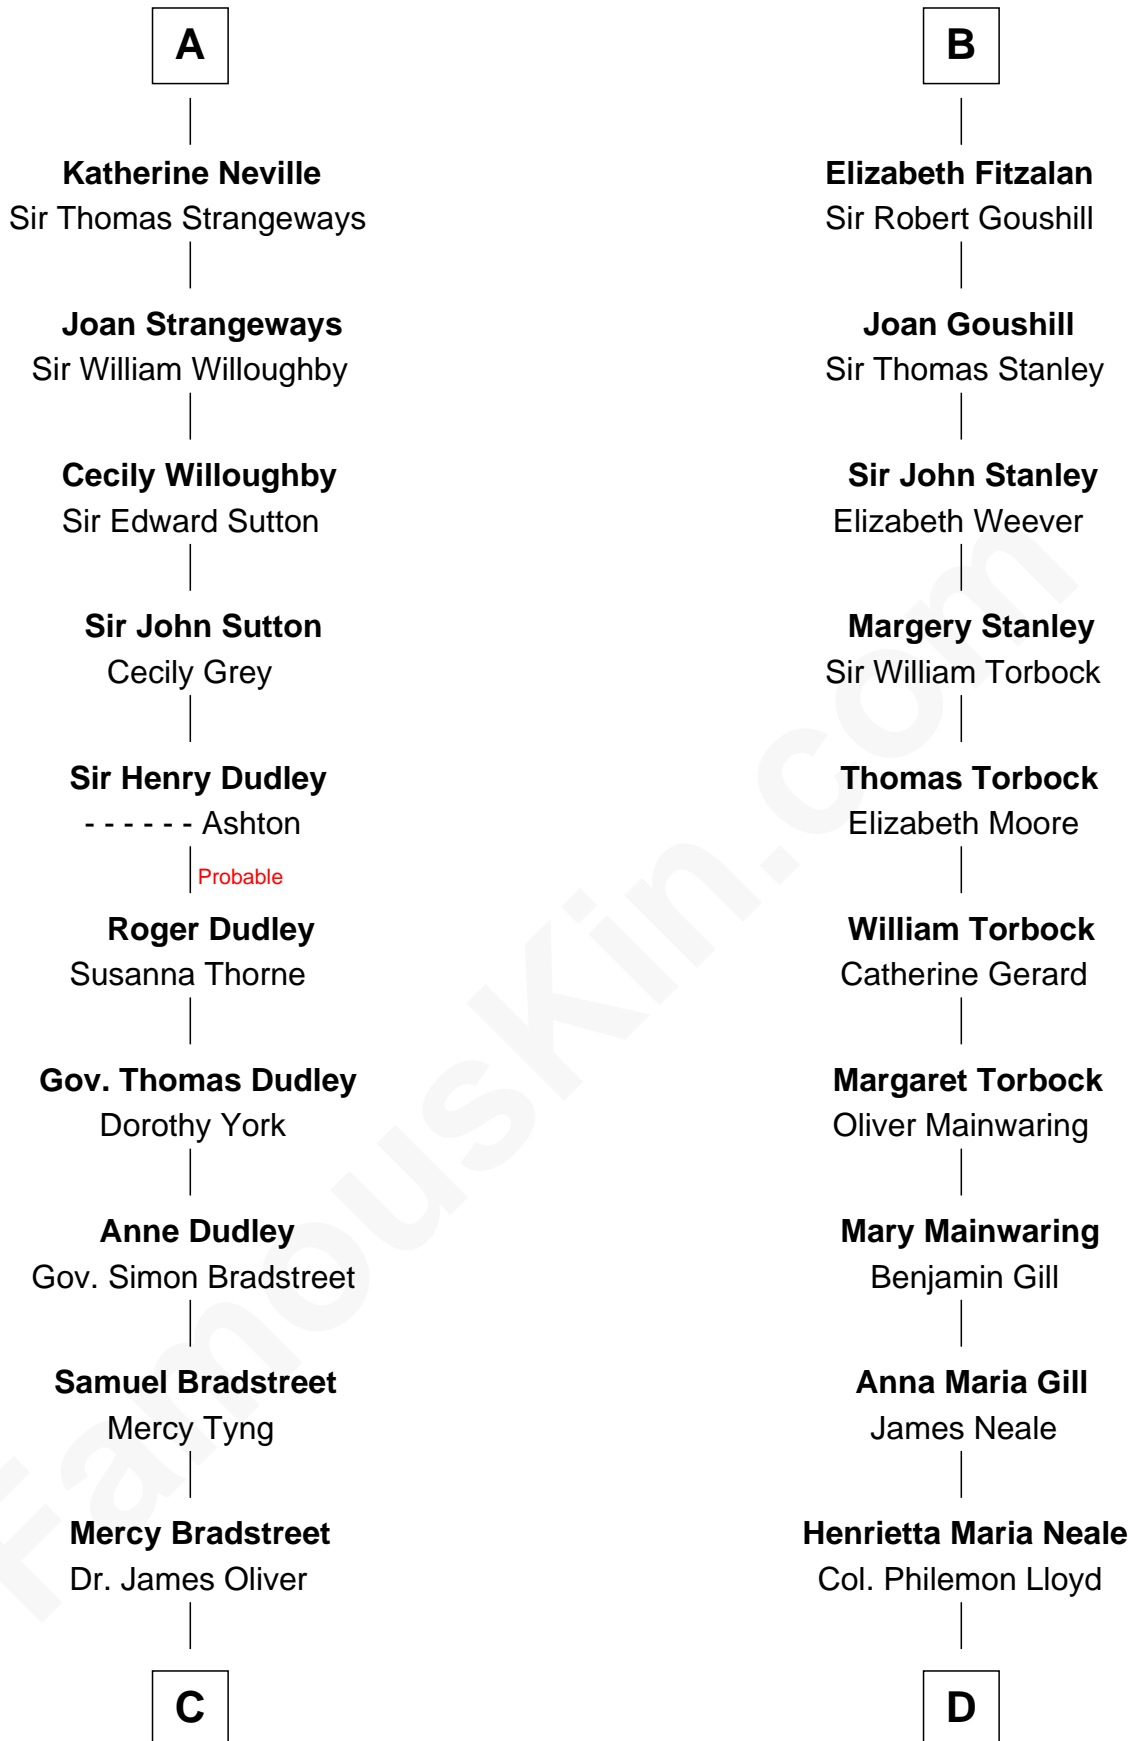 A
Katherine Neville
Sir Thomas Strangeways
Joan Strangeways
Sir William Willoughby
Cecily Willoughby
Sir Edward Sutton
Sir John Sutton
Cecily Grey
Sir Henry Dudley
- - - - - - Ashton
Probable
Roger Dudley
Susanna Thorne
Gov. Thomas Dudley
Dorothy York
Anne Dudley
Gov. Simon Bradstreet
Samuel Bradstreet
Mercy Tyng
Mercy Bradstreet
Dr. James Oliver
C
B
Elizabeth Fitzalan
Sir Robert Goushill
Joan Goushill
Sir Thomas Stanley
Sir John Stanley
Elizabeth Weever
Margery Stanley
Sir William Torbock
Thomas Torbock
Elizabeth Moore
William Torbock
Catherine Gerard
Margaret Torbock
Oliver Mainwaring
Mary Mainwaring
Benjamin Gill
Anna Maria Gill
James Neale
Henrietta Maria Neale
Col. Philemon Lloyd
D
FamousKin.com